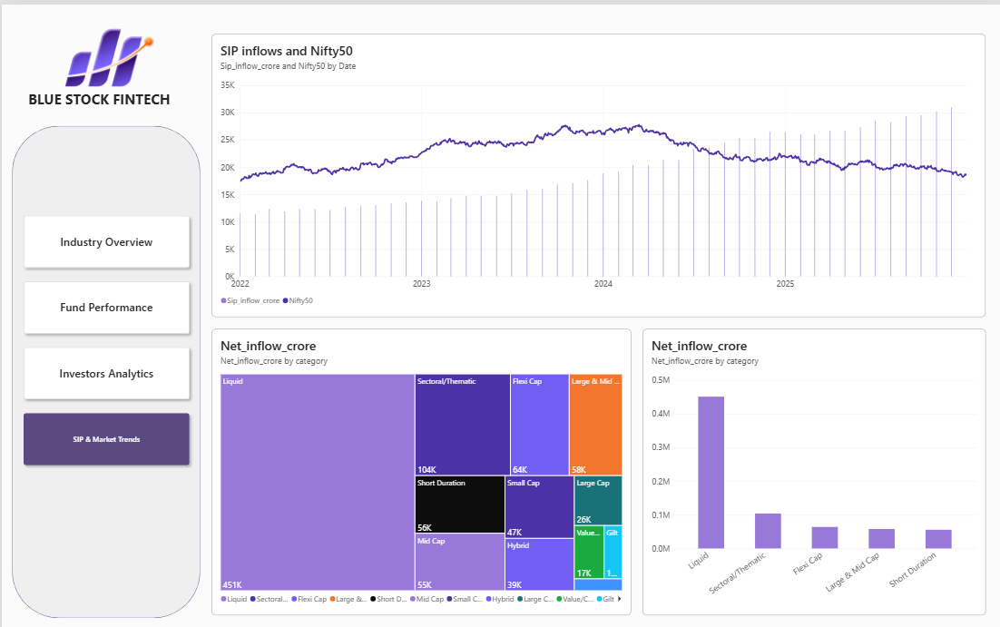 BLUE STOCK FINTECH
Industry Overview
Fund Performance
Investors Analytics
SIP & Market Trends
SIP inflows and Nifty50
Sip_inflow_crore and Nifty50 by Date
35K
30K
25K
20K
15K
10K
5K
0K
2022
2023
2024
2025
Sip_inflow_crore Nifty50
Net_inflow_crore
Net_inflow_crore by category
Liquid
451K
Sectoral/Thematic
104K
Flexi Cap
64K
Large & Mid ...
58K
Short Duration
56K
Mid Cap
55K
Small Cap
47K
Hybrid
39K
Large Cap
26K
Value...
17K
Gilt
1...
Liquid Sectoral... Flexi Cap Large &... Short D... Mid Cap Small C... Hybrid Large C... Value/C... Gilt
Net_inflow_crore
Net_inflow_crore by category
0.5M
0.4M
0.3M
0.2M
0.1M
0.0M
Liquid
Sectoral/Thematic
Flexi Cap
Large & Mid Cap
Short Duration